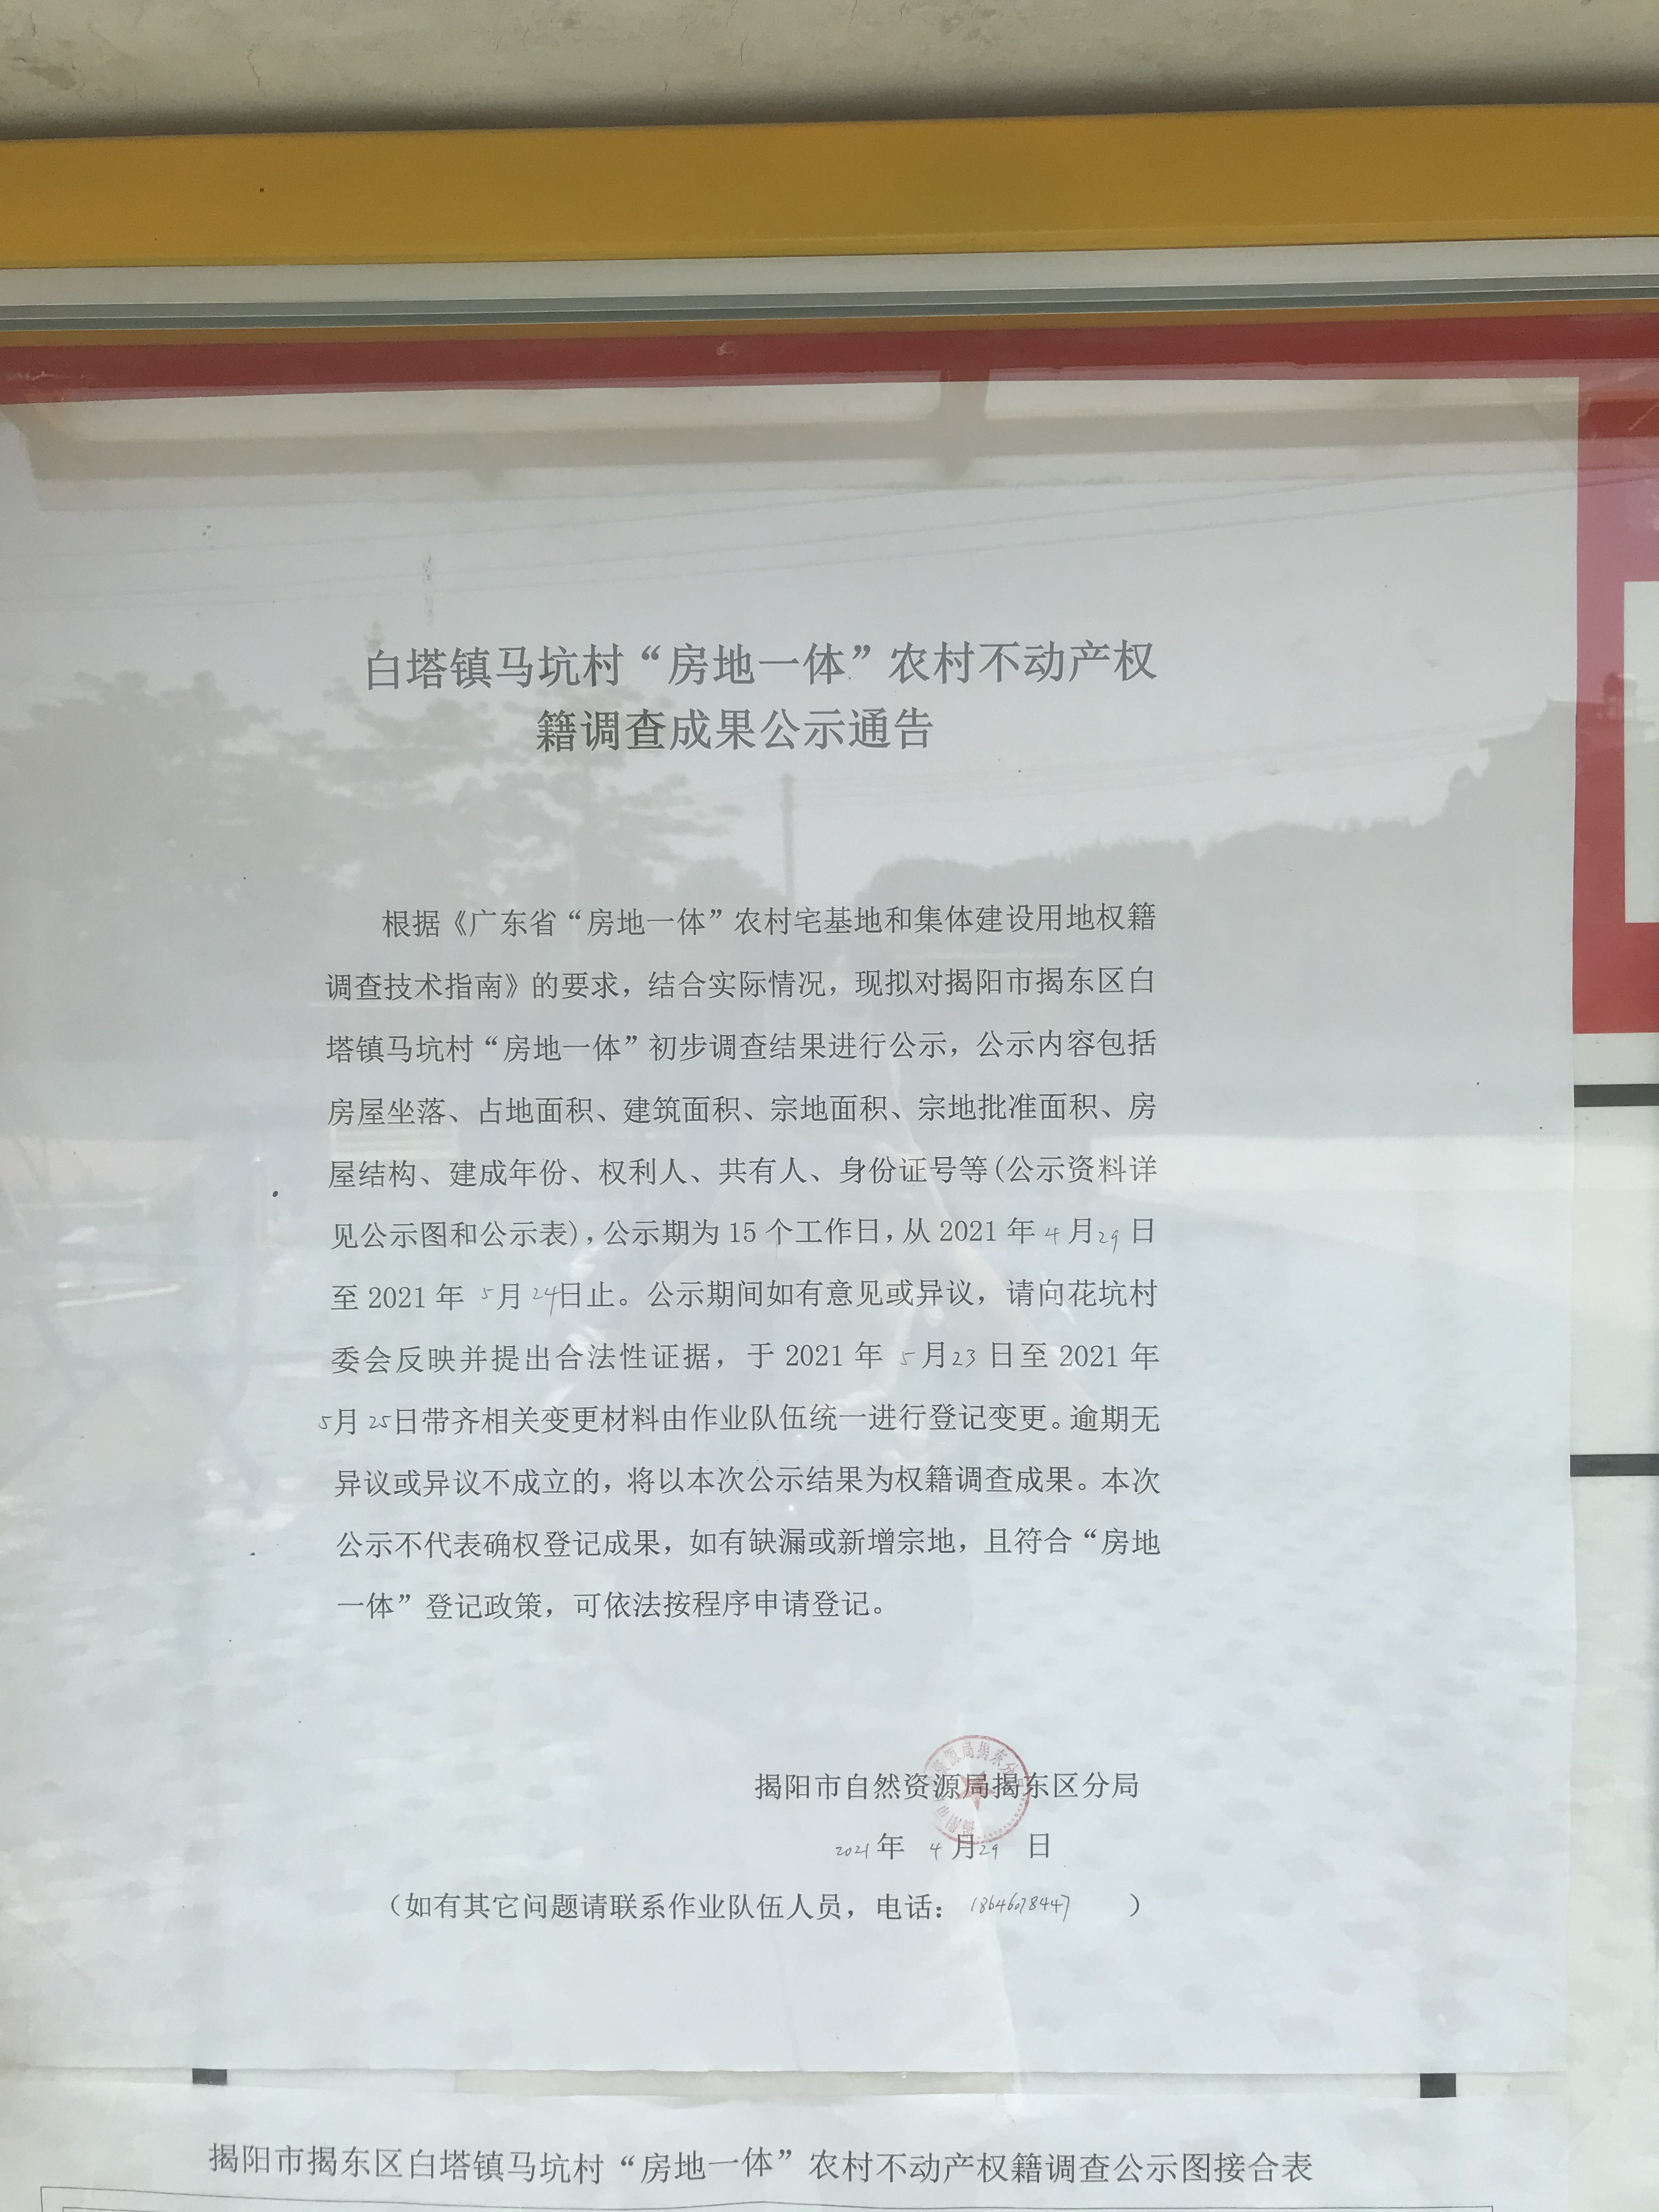 白塔镇马坑村“房地一体”农村不动产权
籍调查成果公示通告
根据《广东省“房地一体”农村宅基地和集体建设用地权籍
调查技术指南》的要求，结合实际情况，现拟对揭阳市揭东区白
塔镇马坑村“房地一体”初步调查结果进行公示，公示内容包括
房屋坐落、占地面积、建筑面积、宗地面积、宗地批准面积、房
屋结构、建成年份、权利人、共有人、身份证号等(公示资料详
见公示图和公示表)，公示期为15个工作日，从2021年4月29日
至2021年5月24日止。公示期间如有意见或异议，请向花坑村
委会反映并提出合法性证据，于2021年5月23日至2021年
5月25日带齐相关变更材料由作业队伍统一进行登记变更。逾期无
异议或异议不成立的，将以本次公示结果为权籍调查成果。本次
公示不代表确权登记成果，如有缺漏或新增宗地，且符合“房地
一体”登记政策，可依法按程序申请登记。
揭阳市自然资源局揭东区分局
2021年4月29日
（如有其它问题请联系作业队伍人员，电话：）
揭阳市揭东区白塔镇马坑村“房地一体”农村不动产权籍调查公示图接合表